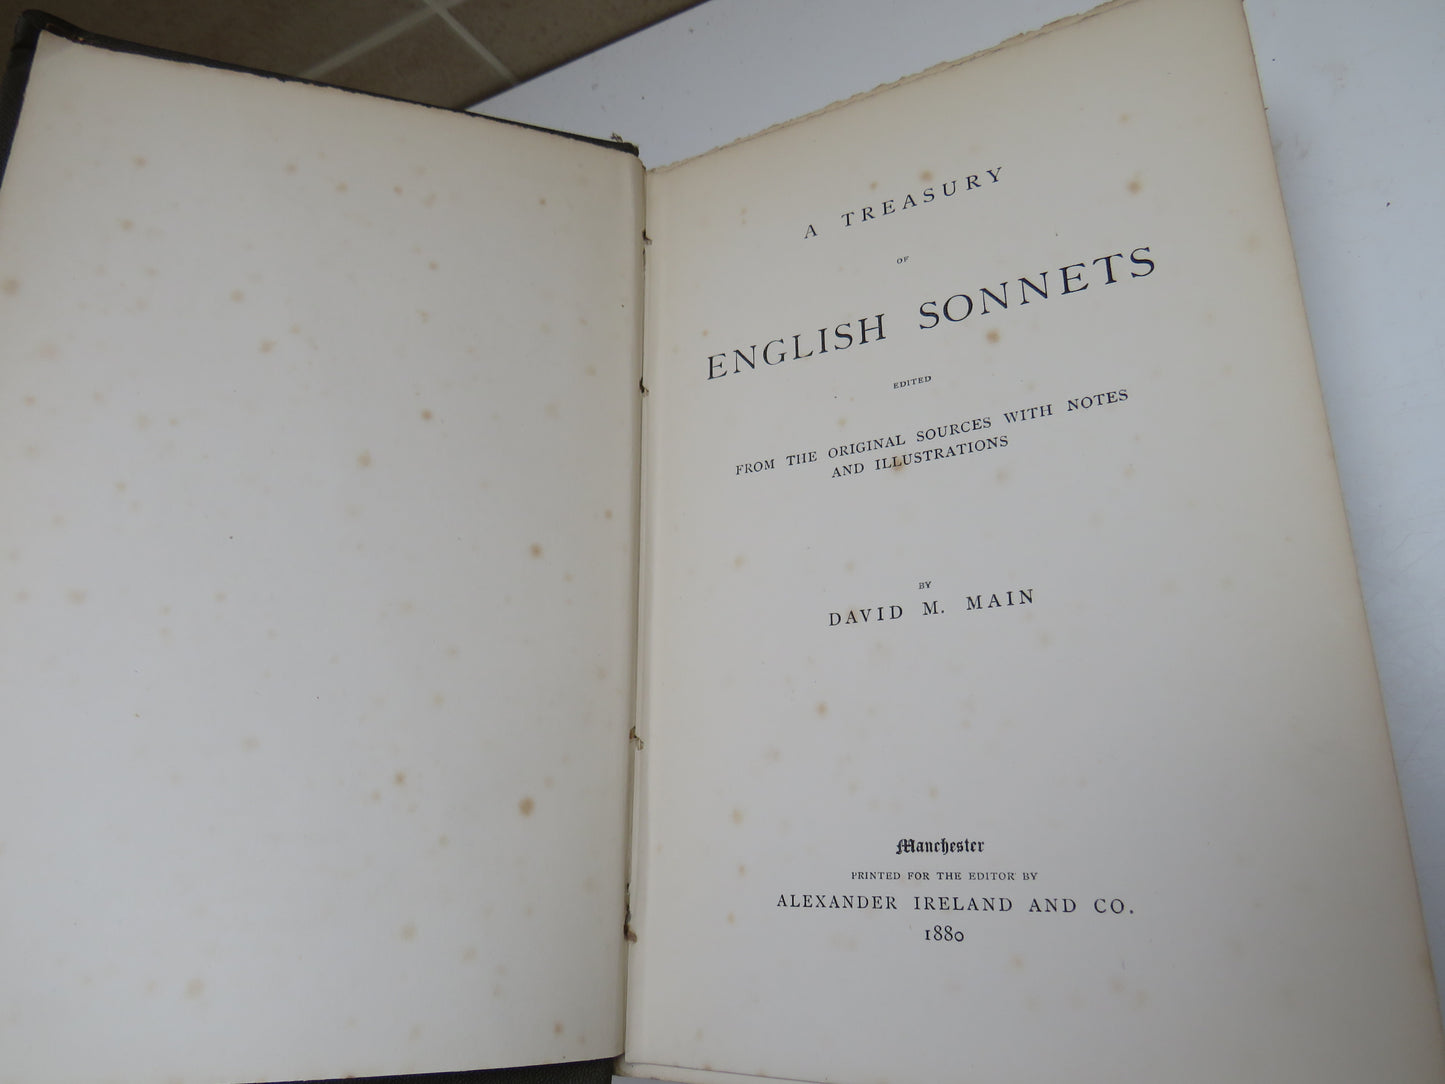 A TREASURY
OF
ENGLISH SONNETS
EDITED
FROM THE ORIGINAL SOURCES WITH NOTES
AND ILLUSTRATIONS
BY
DAVID M. MAIN
Manchester
PRINTED FOR THE EDITOR BY
ALEXANDER IRELAND AND CO.
1880